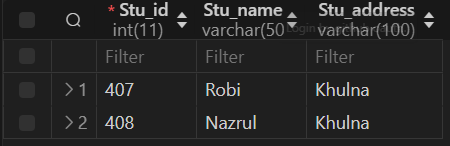 * Stu_id Stu_name Stu_address
int(11) varchar(50 varchar(100)
Filter Filter Filter
1 407 Robi Khulna
2 408 Nazrul Khulna